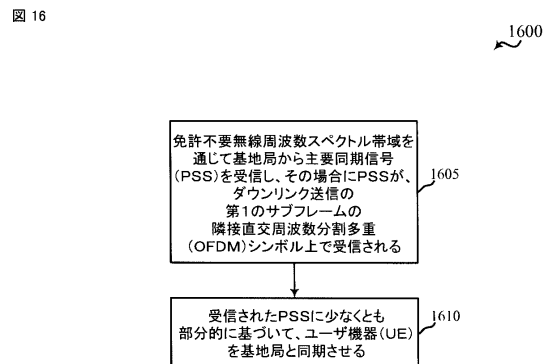 図 16
1600
免許不要無線周波数スペクトル帯域を
通じて基地局から主要同期信号
(PSS)を受信し、その場合にPSSが、
ダウンリンク送信の
第1のサブフレームの
隣接直交周波数分割多重
(OFDM)シンボル上で受信される
1605
受信されたPSSに少なくとも
部分的に基づいて、ユーザ機器(UE)
を基地局と同期させる
1610